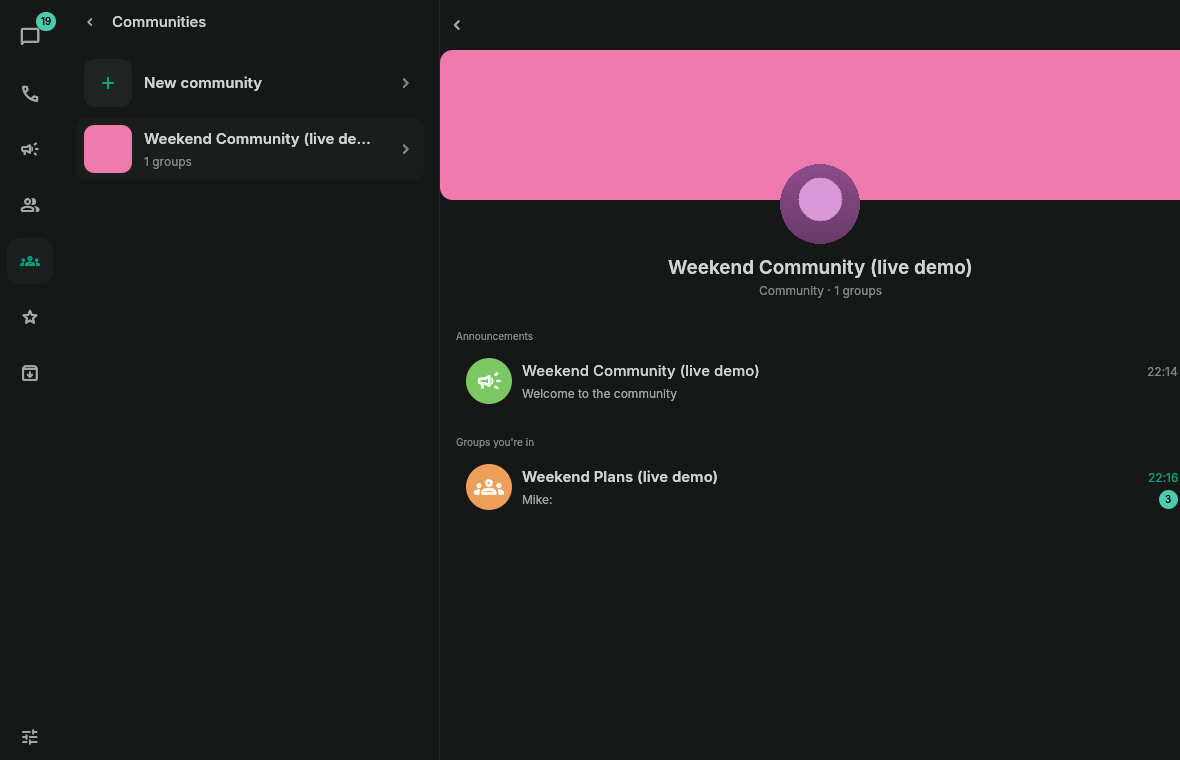 19
Communities
New community
Weekend Community (live de...
1 groups
Weekend Community (live demo)
Community · 1 groups
Announcements
Weekend Community (live demo)
22:14
Welcome to the community
Groups you're in
Weekend Plans (live demo)
22:16
Mike:
3